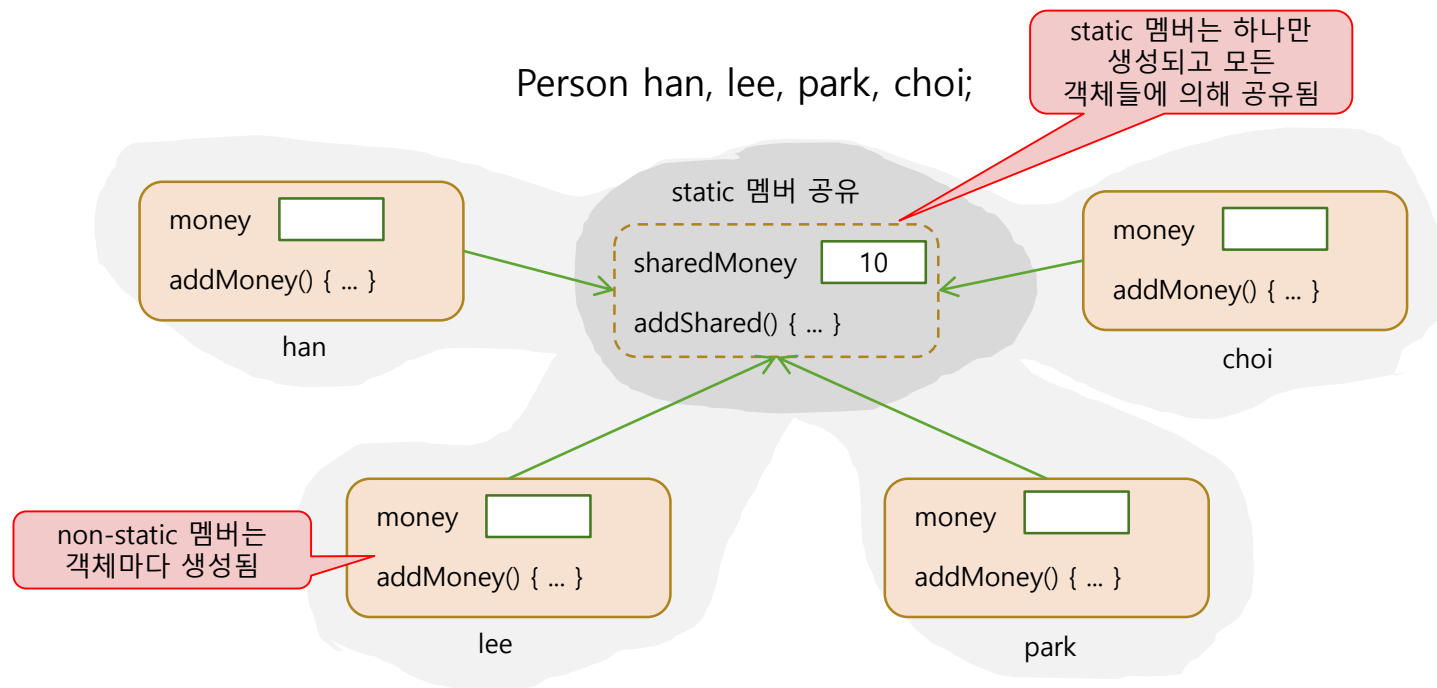 Person han, lee, park, choi;
static 멤버는 하나만
생성되고 모든
객체들에 의해 공유됨
static 멤버 공유
money
addMoney() { ... }
han
sharedMoney 10
addShared() { ... }
money
addMoney() { ... }
choi
non-static 멤버는
객체마다 생성됨
money
addMoney() { ... }
lee
money
addMoney() { ... }
park